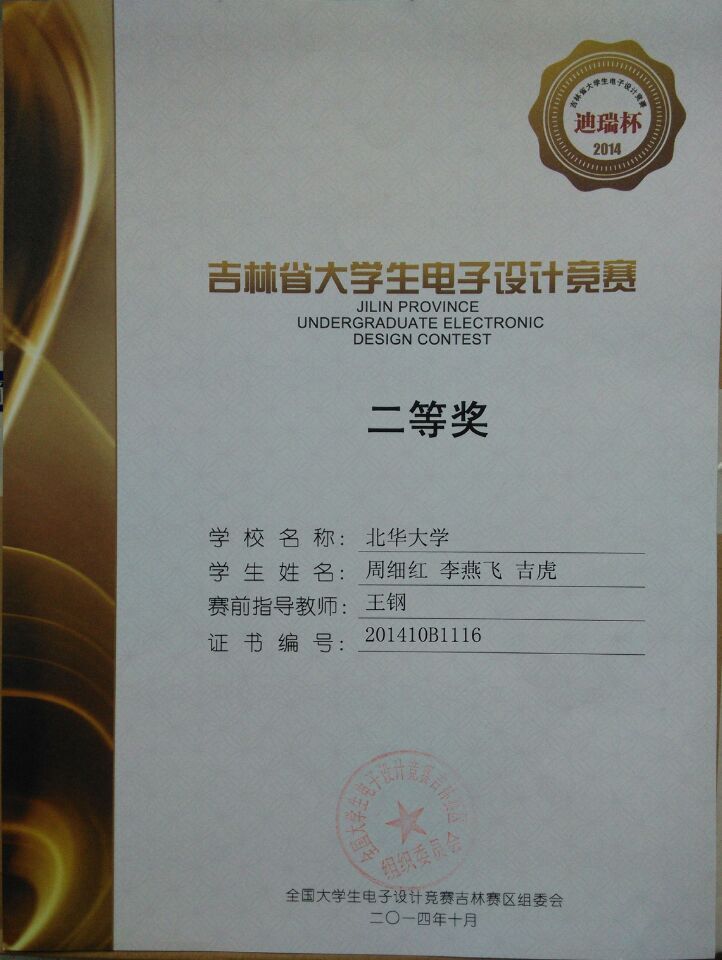 吉林省大学生电子设计竞赛
迪瑞杯
2014
吉林省大学生电子设计竞赛
JILIN PROVINCE
UNDERGRADUATE ELECTRONIC
DESIGN CONTEST
二等奖
学校名称：北华大学
学生姓名：周细红 李燕飞 吉虎
赛前指导教师：王钢
证书编号：201410B1116
全国大学生电子设计竞赛吉林赛区
组织委员会
全国大学生电子设计竞赛吉林赛区组委会
二〇一四年十月